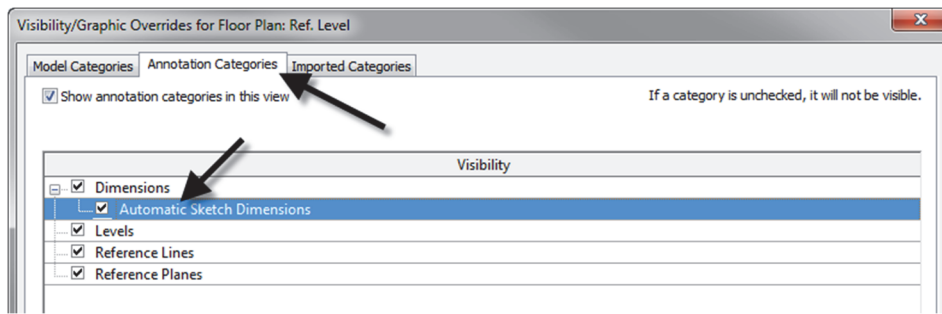 Visibility/Graphic Overrides for Floor Plan: Ref. Level
Model Categories Annotation Categories Imported Categories
Show annotation categories in this view If a category is unchecked, it will not be visible.
Visibility
Dimensions
Automatic Sketch Dimensions
Levels
Reference Lines
Reference Planes